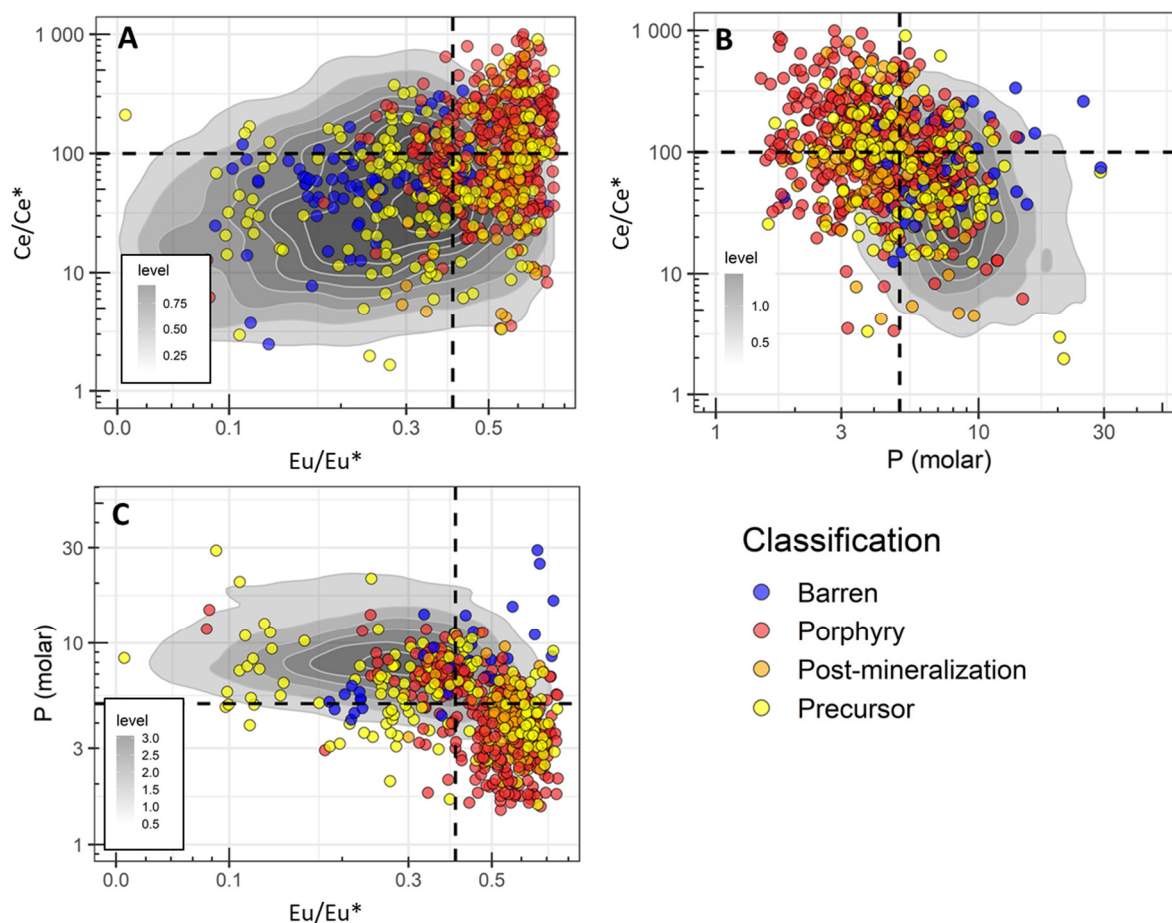 A
1 000
100
10
1
Ce/Ce*
level
0.75
0.50
0.25
0.0
0.1
0.3
0.5
Eu/Eu*
B
1 000
100
10
1
Ce/Ce*
level
1.0
0.5
1
3
10
30
P (molar)
C
30
10
3
1
P (molar)
level
3.0
2.5
2.0
1.5
1.0
0.5
0.0
0.1
0.3
0.5
Eu/Eu*
Classification
Barren
Porphyry
Post-mineralization
Precursor